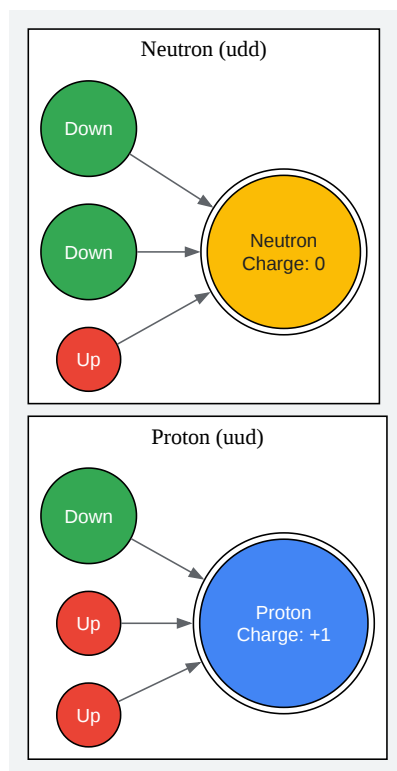 Neutron (udd)
Down
Down
Neutron
Charge: 0
Up
Proton (uud)
Down
Up
Proton
Charge: +1
Up